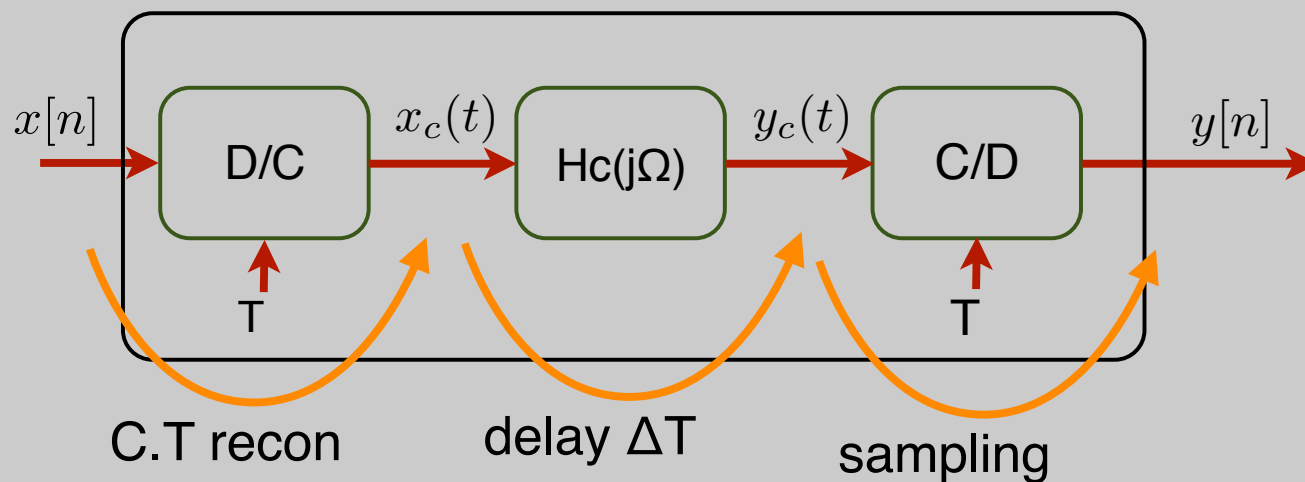 x[n]
D/C
x_c(t)
Hc(jΩ)
y_c(t)
C/D
y[n]
T
T
C.T recon
delay ΔT
sampling